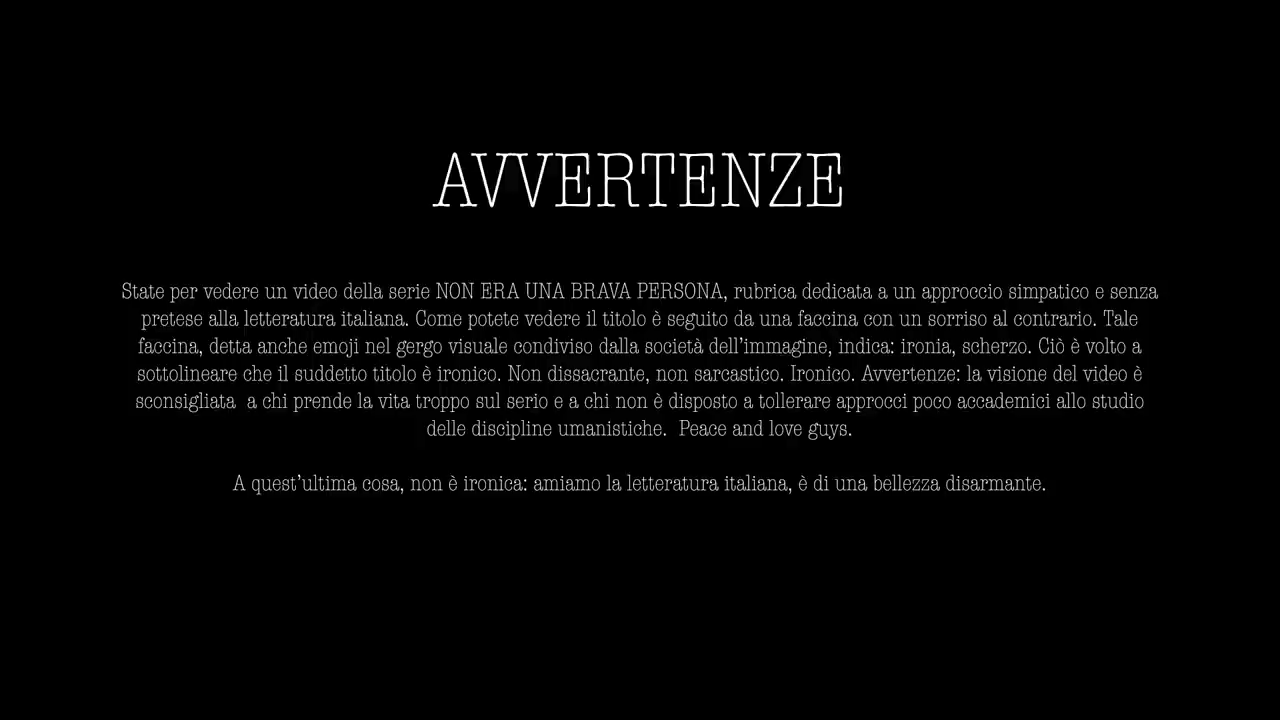 AVVERTENZE
State per vedere un video della serie NON ERA UNA BRAVA PERSONA, rubrica dedicata a un approccio simpatico e senza
pretese alla letteratura italiana. Come potete vedere il titolo è seguito da una faccina con un sorriso al contrario. Tale
faccina, detta anche emoji nel gergo visuale condiviso dalla società dell'immagine, indica: ironia, scherzo. Ciò è volto a
sottolineare che il suddetto titolo è ironico. Non dissacrante, non sarcastico. Ironico. Avvertenze: la visione del video è
sconsigliata  a chi prende la vita troppo sul serio e a chi non è disposto a tollerare approcci poco accademici allo studio
delle discipline umanistiche.  Peace and love guys.
A quest'ultima cosa, non è ironica: amiamo la letteratura italiana, è di una bellezza disarmante.